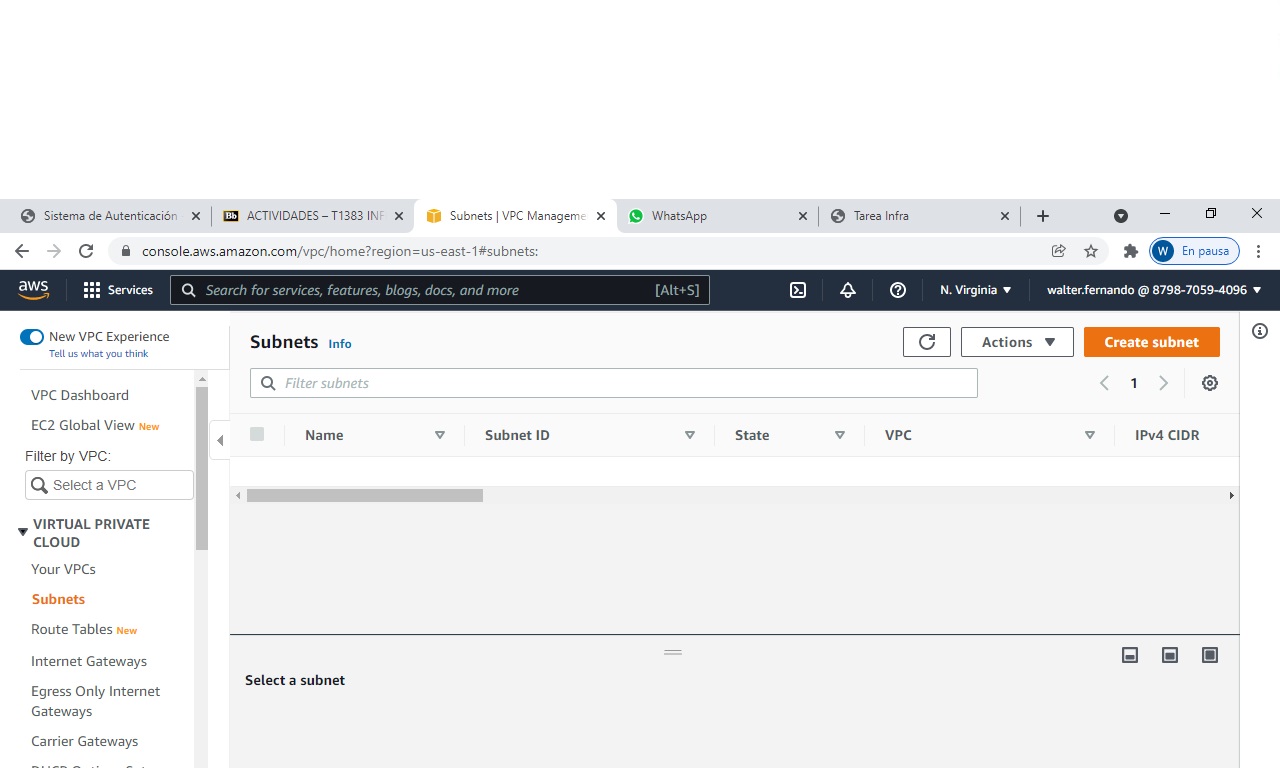 Sistema de Autenticación
Bb ACTIVIDADES – T1383 INF
Subnets | VPC Manageme
WhatsApp
Tarea Infra
console.aws.amazon.com/vpc/home?region=us-east-1#subnets:
W En pausa
aws
Services
Search for services, features, blogs, docs, and more [Alt+S]
N. Virginia
walter.fernando @ 8798-7059-4096
New VPC Experience
Tell us what you think
VPC Dashboard
EC2 Global View New
Filter by VPC:
Select a VPC
VIRTUAL PRIVATE
CLOUD
Your VPCs
Subnets
Route Tables New
Internet Gateways
Egress Only Internet
Gateways
Carrier Gateways
Subnets Info
Actions
Create subnet
Filter subnets
1
Name
Subnet ID
State
VPC
IPv4 CIDR
Select a subnet